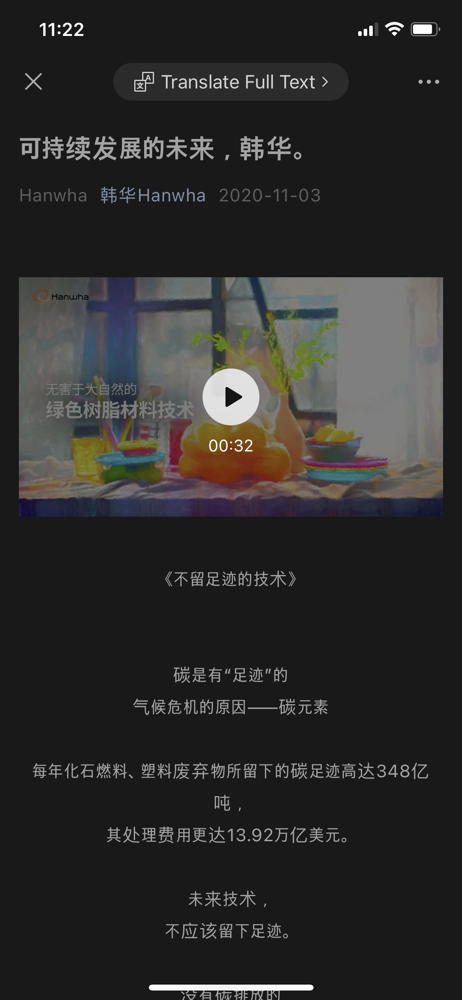 11:22
Translate Full Text
可持续发展的未来，韩华。
Hanwha 韩华Hanwha 2020-11-03
Hanwha
无害于大自然的
绿色树脂材料技术
00:32
《不留足迹的技术》
碳是有“足迹”的
气候危机的原因——碳元素
每年化石燃料、塑料废弃物所留下的碳足迹高达348亿
吨，
其处理费用更达13.92万亿美元。
未来技术，
不应该留下足迹。
没有碳排放的